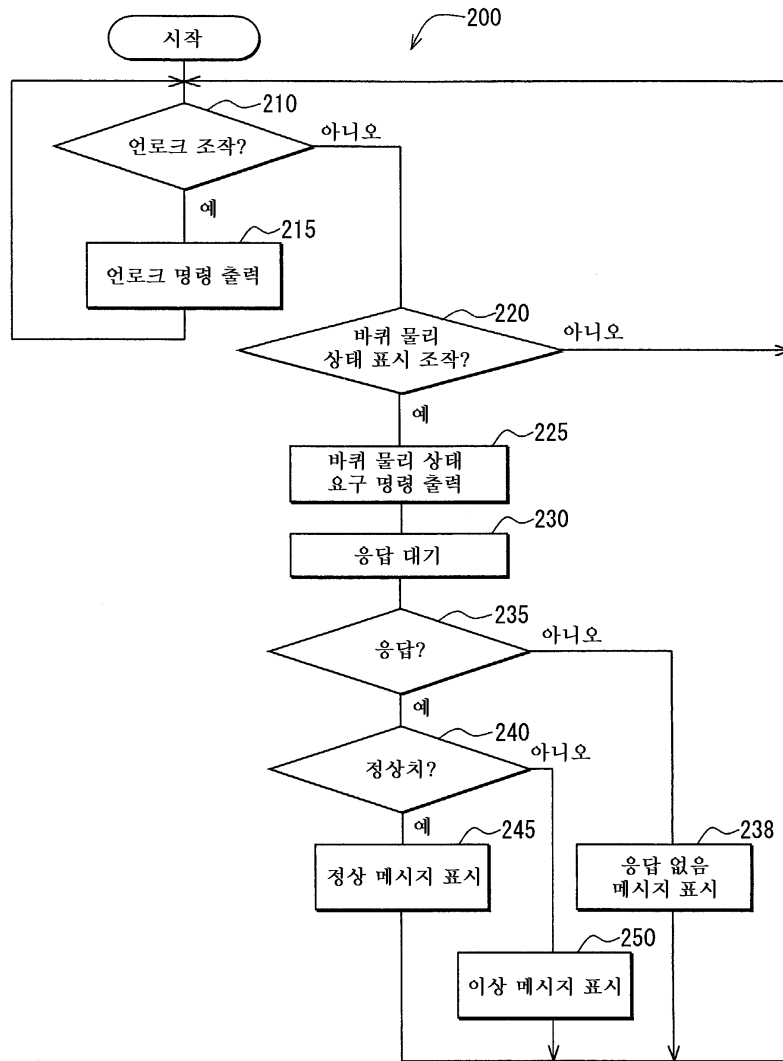 200
시작
210
언로크 조작?
아니오
예
215
언로크 명령 출력
220
바퀴 물리
상태 표시 조작?
아니오
예
225
바퀴 물리 상태
요구 명령 출력
230
응답 대기
235
응답?
아니오
예
240
정상치?
아니오
예
245
정상 메시지 표시
238
응답 없음
메시지 표시
250
이상 메시지 표시